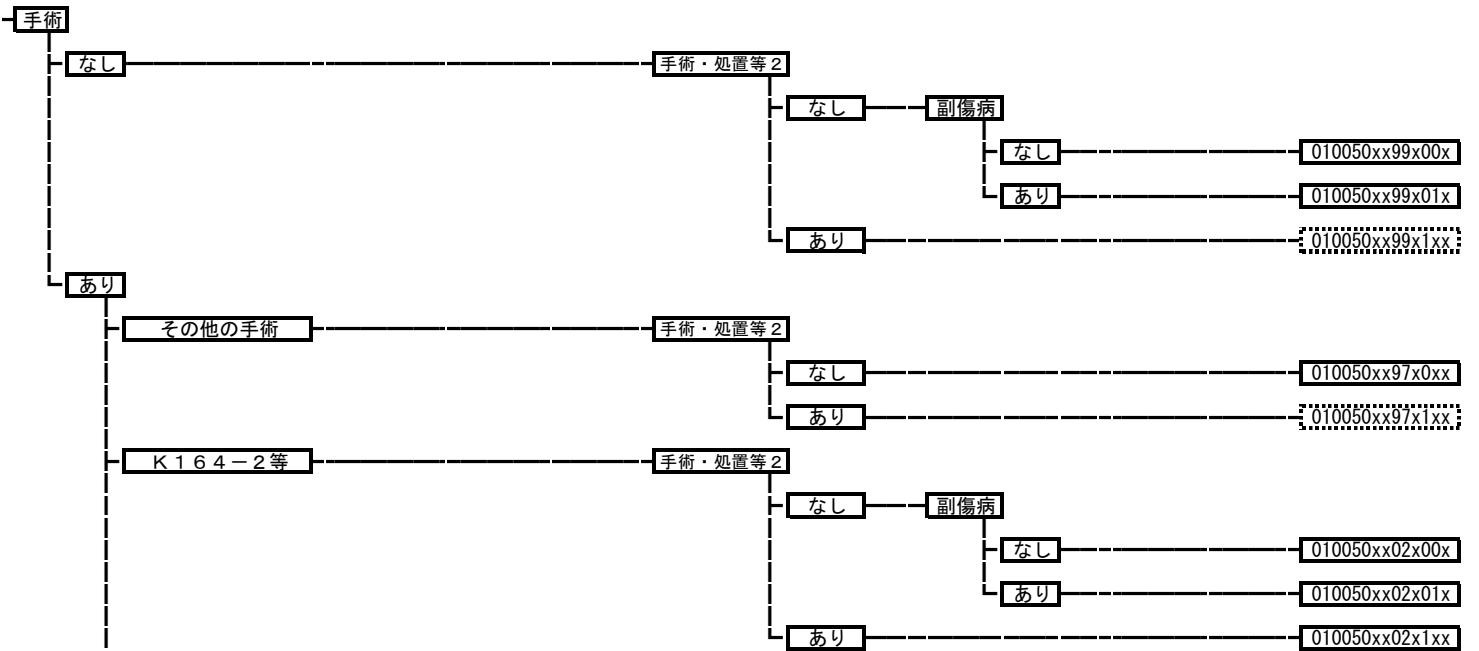 手術
なし 手術・処置等２
なし 副傷病
なし 010050xx99x00x
あり 010050xx99x01x
あり 010050xx99x1xx
あり
その他の手術 手術・処置等２
なし 010050xx97x0xx
あり 010050xx97x1xx
Ｋ１６４－２等 手術・処置等２
なし 副傷病
なし 010050xx02x00x
あり 010050xx02x01x
あり 010050xx02x1xx